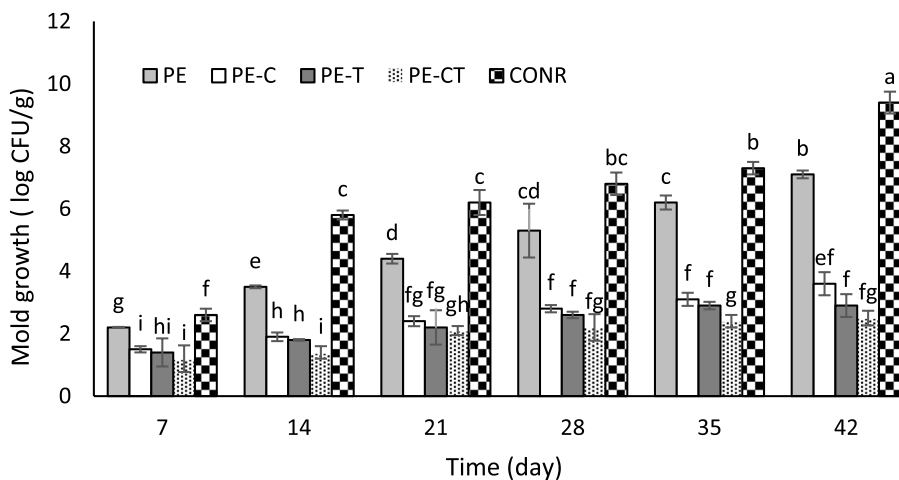 12
10
8
6
4
2
0
Mold growth ( log CFU/g)
PE PE-C PE-T PE-CT CONR
g i hi i f
e h h i c
d fg fg gh c
cd f f fg bc
c f f g b
b ef f fg a
7 14 21 28 35 42
Time (day)